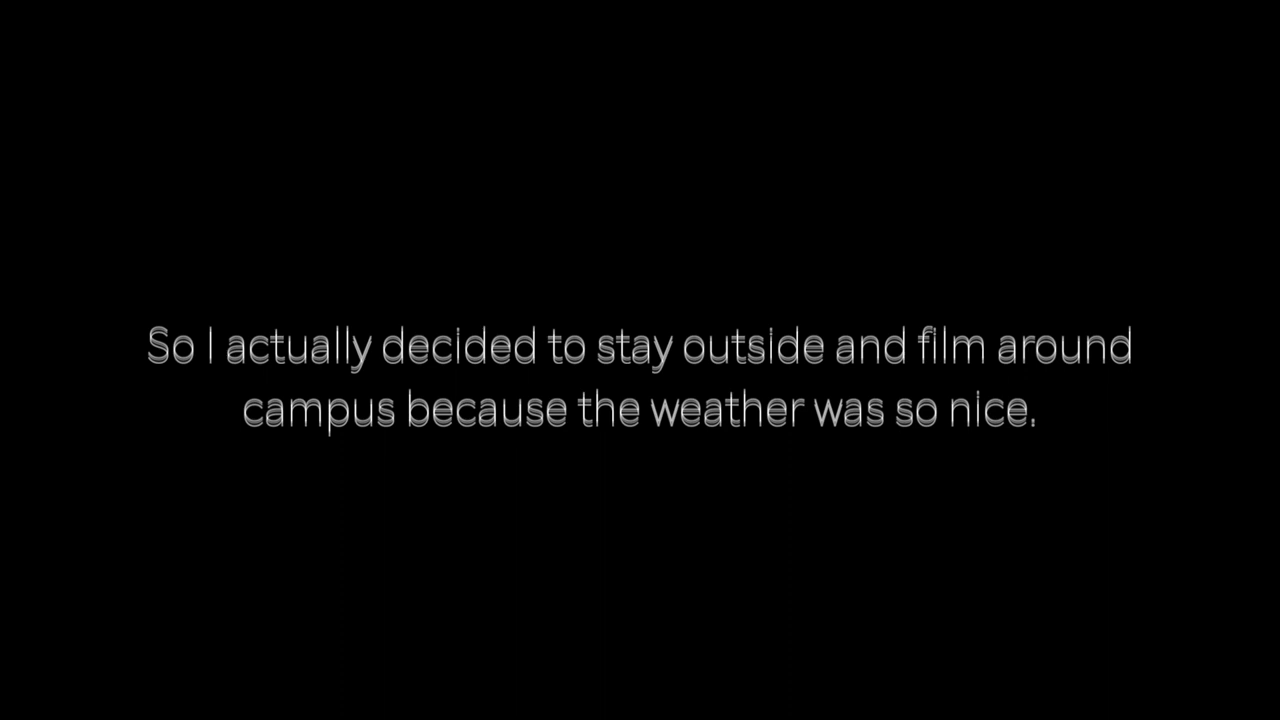 So I actually decided to stay outside and film around
campus because the weather was so nice.